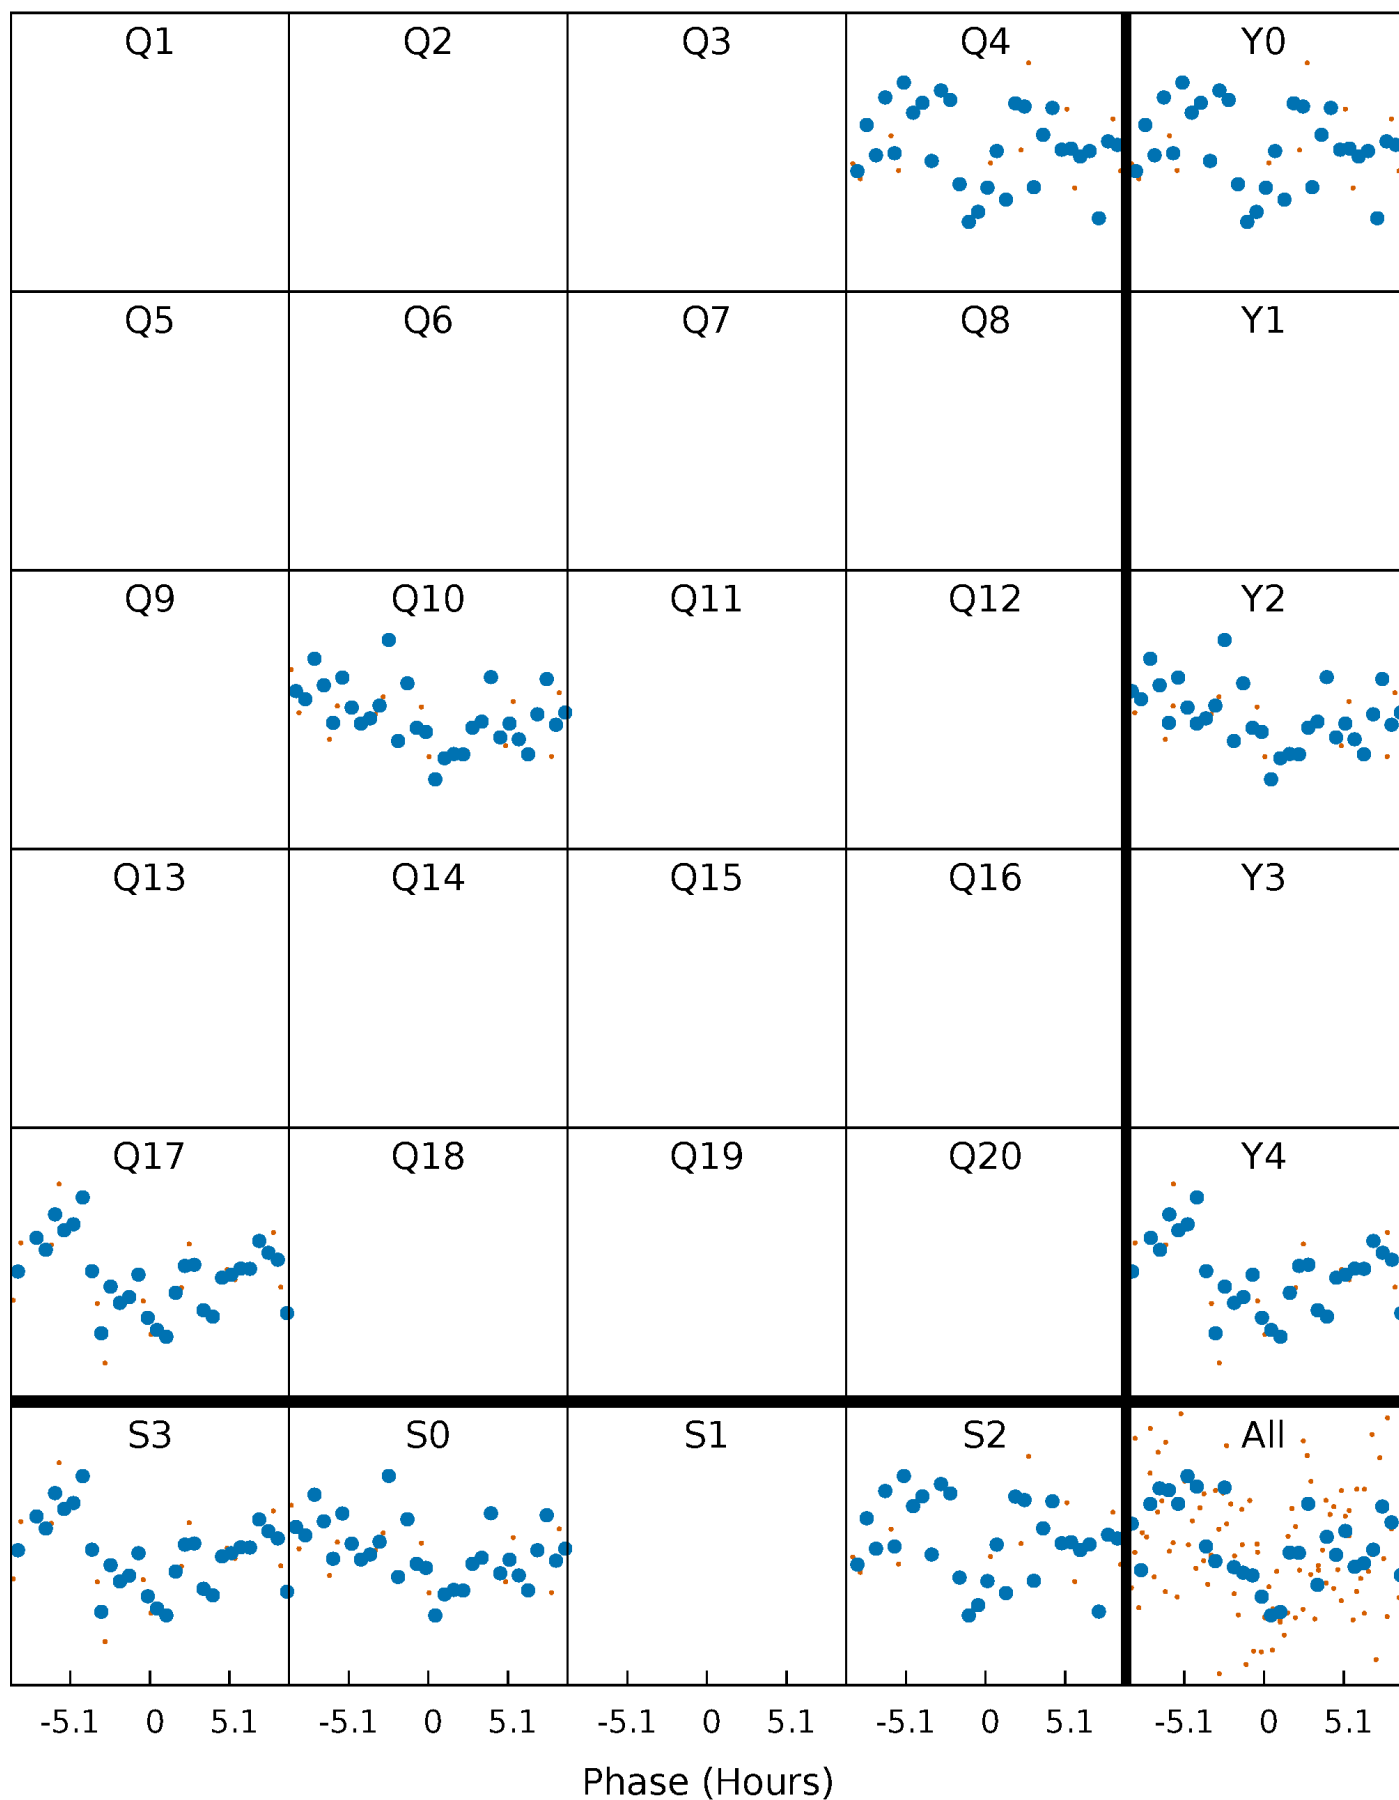 Q1 Q2 Q3 Q4 Y0
Q5 Q6 Q7 Q8 Y1
Q9 Q10 Q11 Q12 Y2
Q13 Q14 Q15 Q16 Y3
Q17 Q18 Q19 Q20 Y4
S3 S0 S1 S2 All
-5.1 0 5.1 -5.1 0 5.1 -5.1 0 5.1 -5.1 0 5.1 -5.1 0 5.1
Phase (Hours)